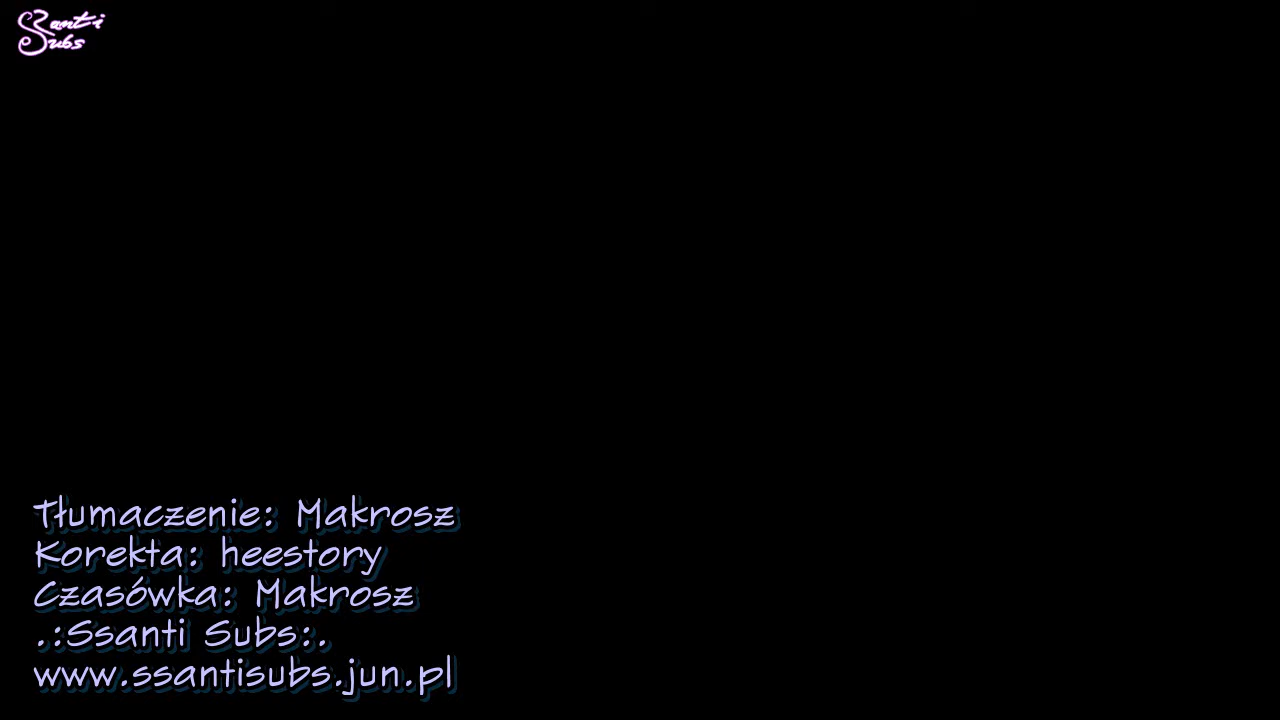 Ssanti
Subs
Tłumaczenie: Makrosz
Korekta: heestory
Czasówka: Makrosz
.:Ssanti Subs:.
www.ssantisubs.jun.pl